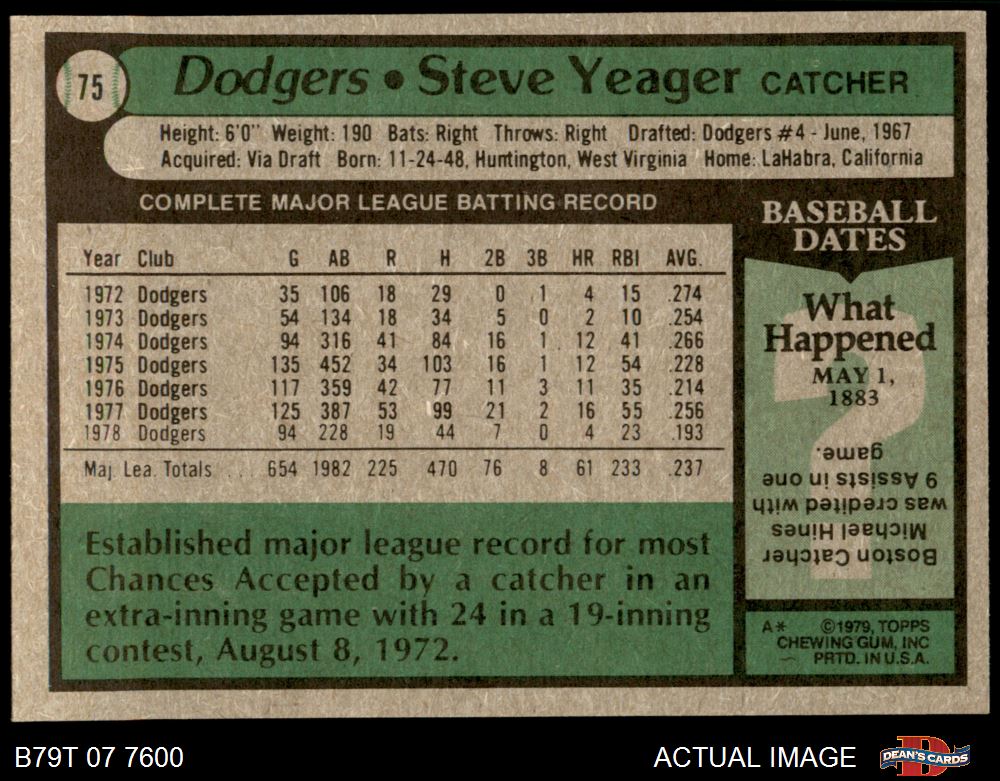 75
Dodgers • Steve Yeager CATCHER
Height: 6'0" Weight: 190 Bats: Right Throws: Right Drafted: Dodgers #4 - June, 1967
Acquired: Via Draft Born: 11-24-48, Huntington, West Virginia Home: LaHabra, California
COMPLETE MAJOR LEAGUE BATTING RECORD
Year Club G AB R H 2B 3B HR RBI AVG.
1972 Dodgers 35 106 18 29 0 1 4 15 .274
1973 Dodgers 54 134 18 34 5 0 2 10 .254
1974 Dodgers 94 316 41 84 16 1 12 41 .266
1975 Dodgers 135 452 34 103 16 1 12 54 .228
1976 Dodgers 117 359 42 77 11 3 11 35 .214
1977 Dodgers 125 387 53 99 21 2 16 55 .256
1978 Dodgers 94 228 19 44 7 0 4 23 .193
Maj. Lea. Totals . . . 654 1982 225 470 76 8 61 233 .237
Established major league record for most
Chances Accepted by a catcher in an
extra-inning game with 24 in a 19-inning
contest, August 8, 1972.
BASEBALL
DATES
What
Happened
MAY 1,
1883
Boston Catcher
Michael Hines
was credited with
9 Assists in one
game.
A* ©1979, TOPPS
CHEWING GUM, INC
PRTD. IN U.S.A.
B79T 07 7600
ACTUAL IMAGE
DEAN'S CARDS